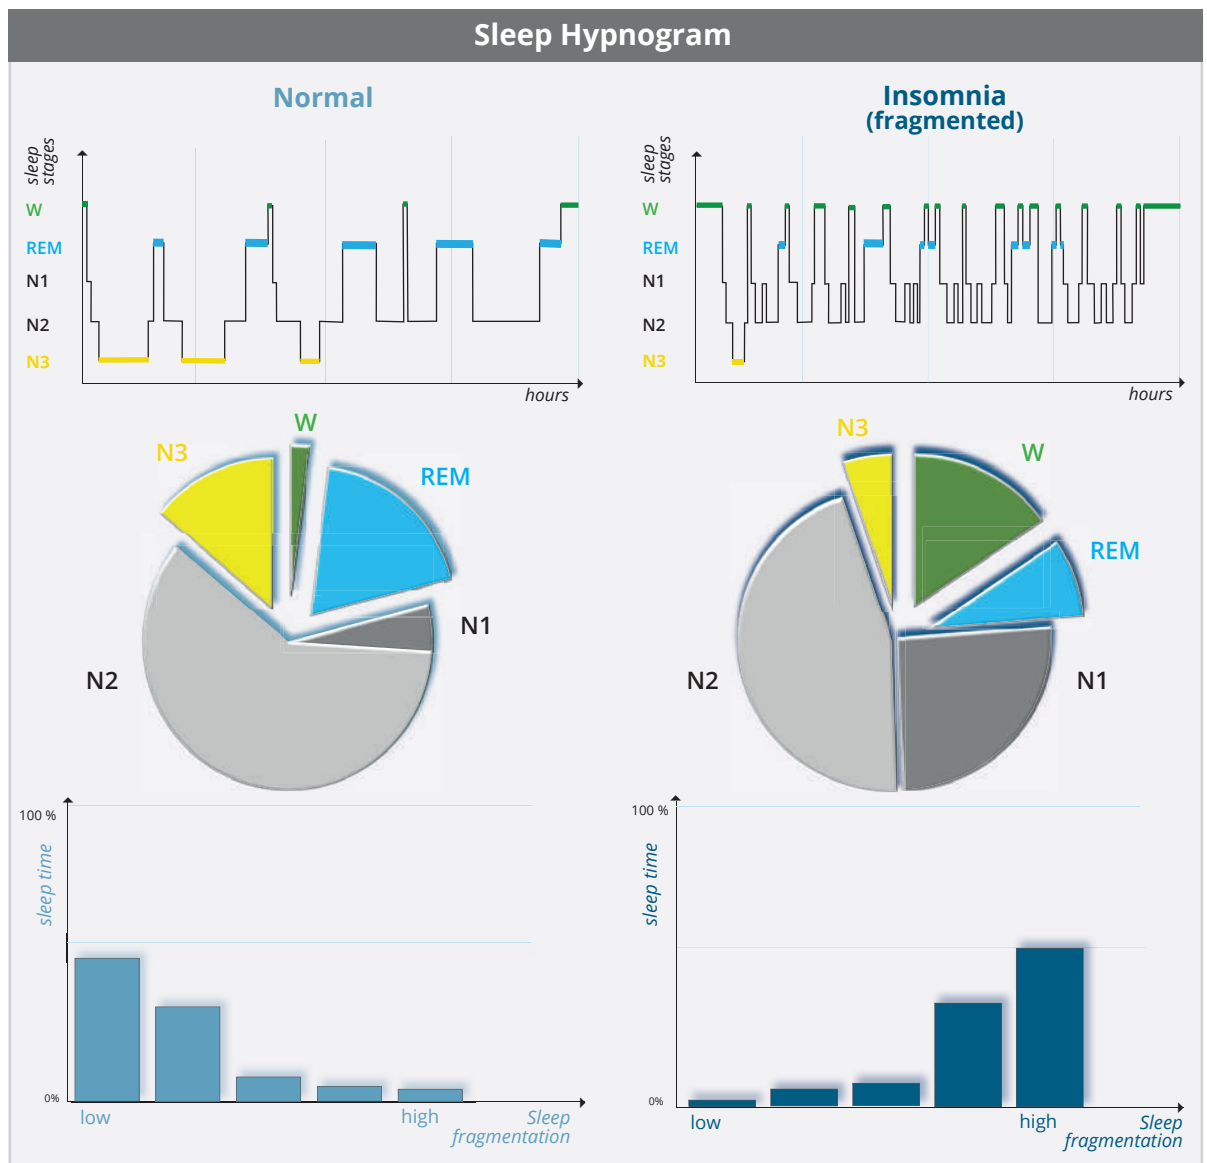 Sleep Hypnogram
Normal
sleep
stages
W
REM
N1
N2
N3
hours
Insomnia
(fragmented)
sleep
stages
W
REM
N1
N2
N3
hours
N3
W
REM
N1
N2
N3
W
REM
N1
N2
100 %
sleep time
0%
low
high
Sleep
fragmentation
100 %
sleep time
0%
low
high
Sleep
fragmentation